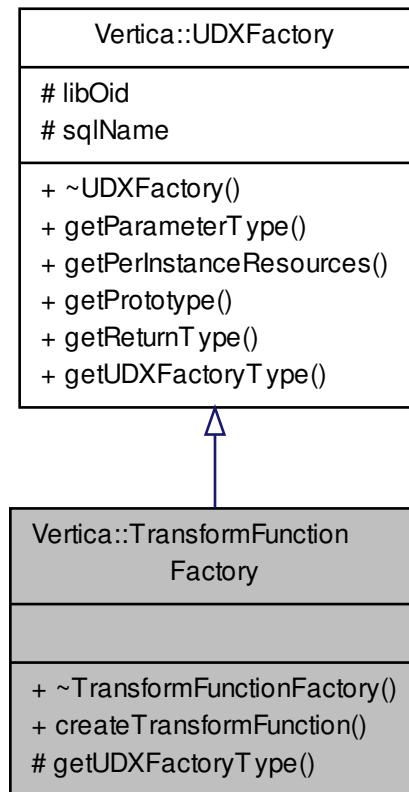 Vertica::UDXFactory
# libOid
# sqlName
+ ~UDXFactory()
+ getParameterType()
+ getPerInstanceResources()
+ getPrototype()
+ getReturnType()
+ getUDXFactoryType()
Vertica::TransformFunction
Factory
+ ~TransformFunctionFactory()
+ createTransformFunction()
# getUDXFactoryType()